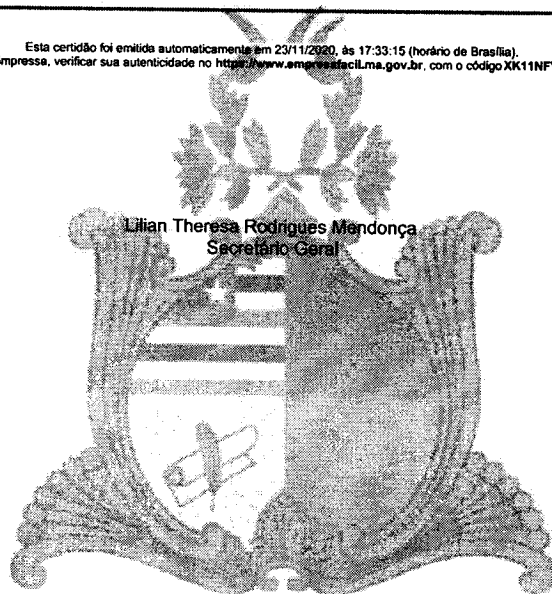 Esta certidão foi emitida automaticamente em 23/11/2020, às 17:33:15 (horário de Brasília).
mpressa, verificar sua autenticidade no https://www.empresafacil.ma.gov.br, com o código XK11NF
Lilian Theresa Rodrigues Mendonça
Secretário Geral